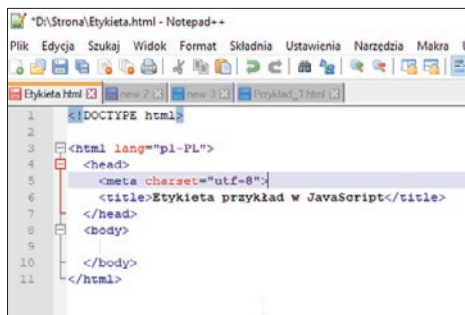 *D:\Strona\Etykieta.html - Notepad++
Plik Edycja Szukaj Widok Format Składnia Ustawienia Narzędzia Makra
Etykieta.html new 2 new 3 Przyklad_1.html
1 <!DOCTYPE html>
2
3 <html lang="pl-PL">
4 <head>
5 <meta charset="utf-8">
6 <title>Etykieta przykład w JavaScript</title>
7 </head>
8 <body>
9
10 </body>
11 </html>